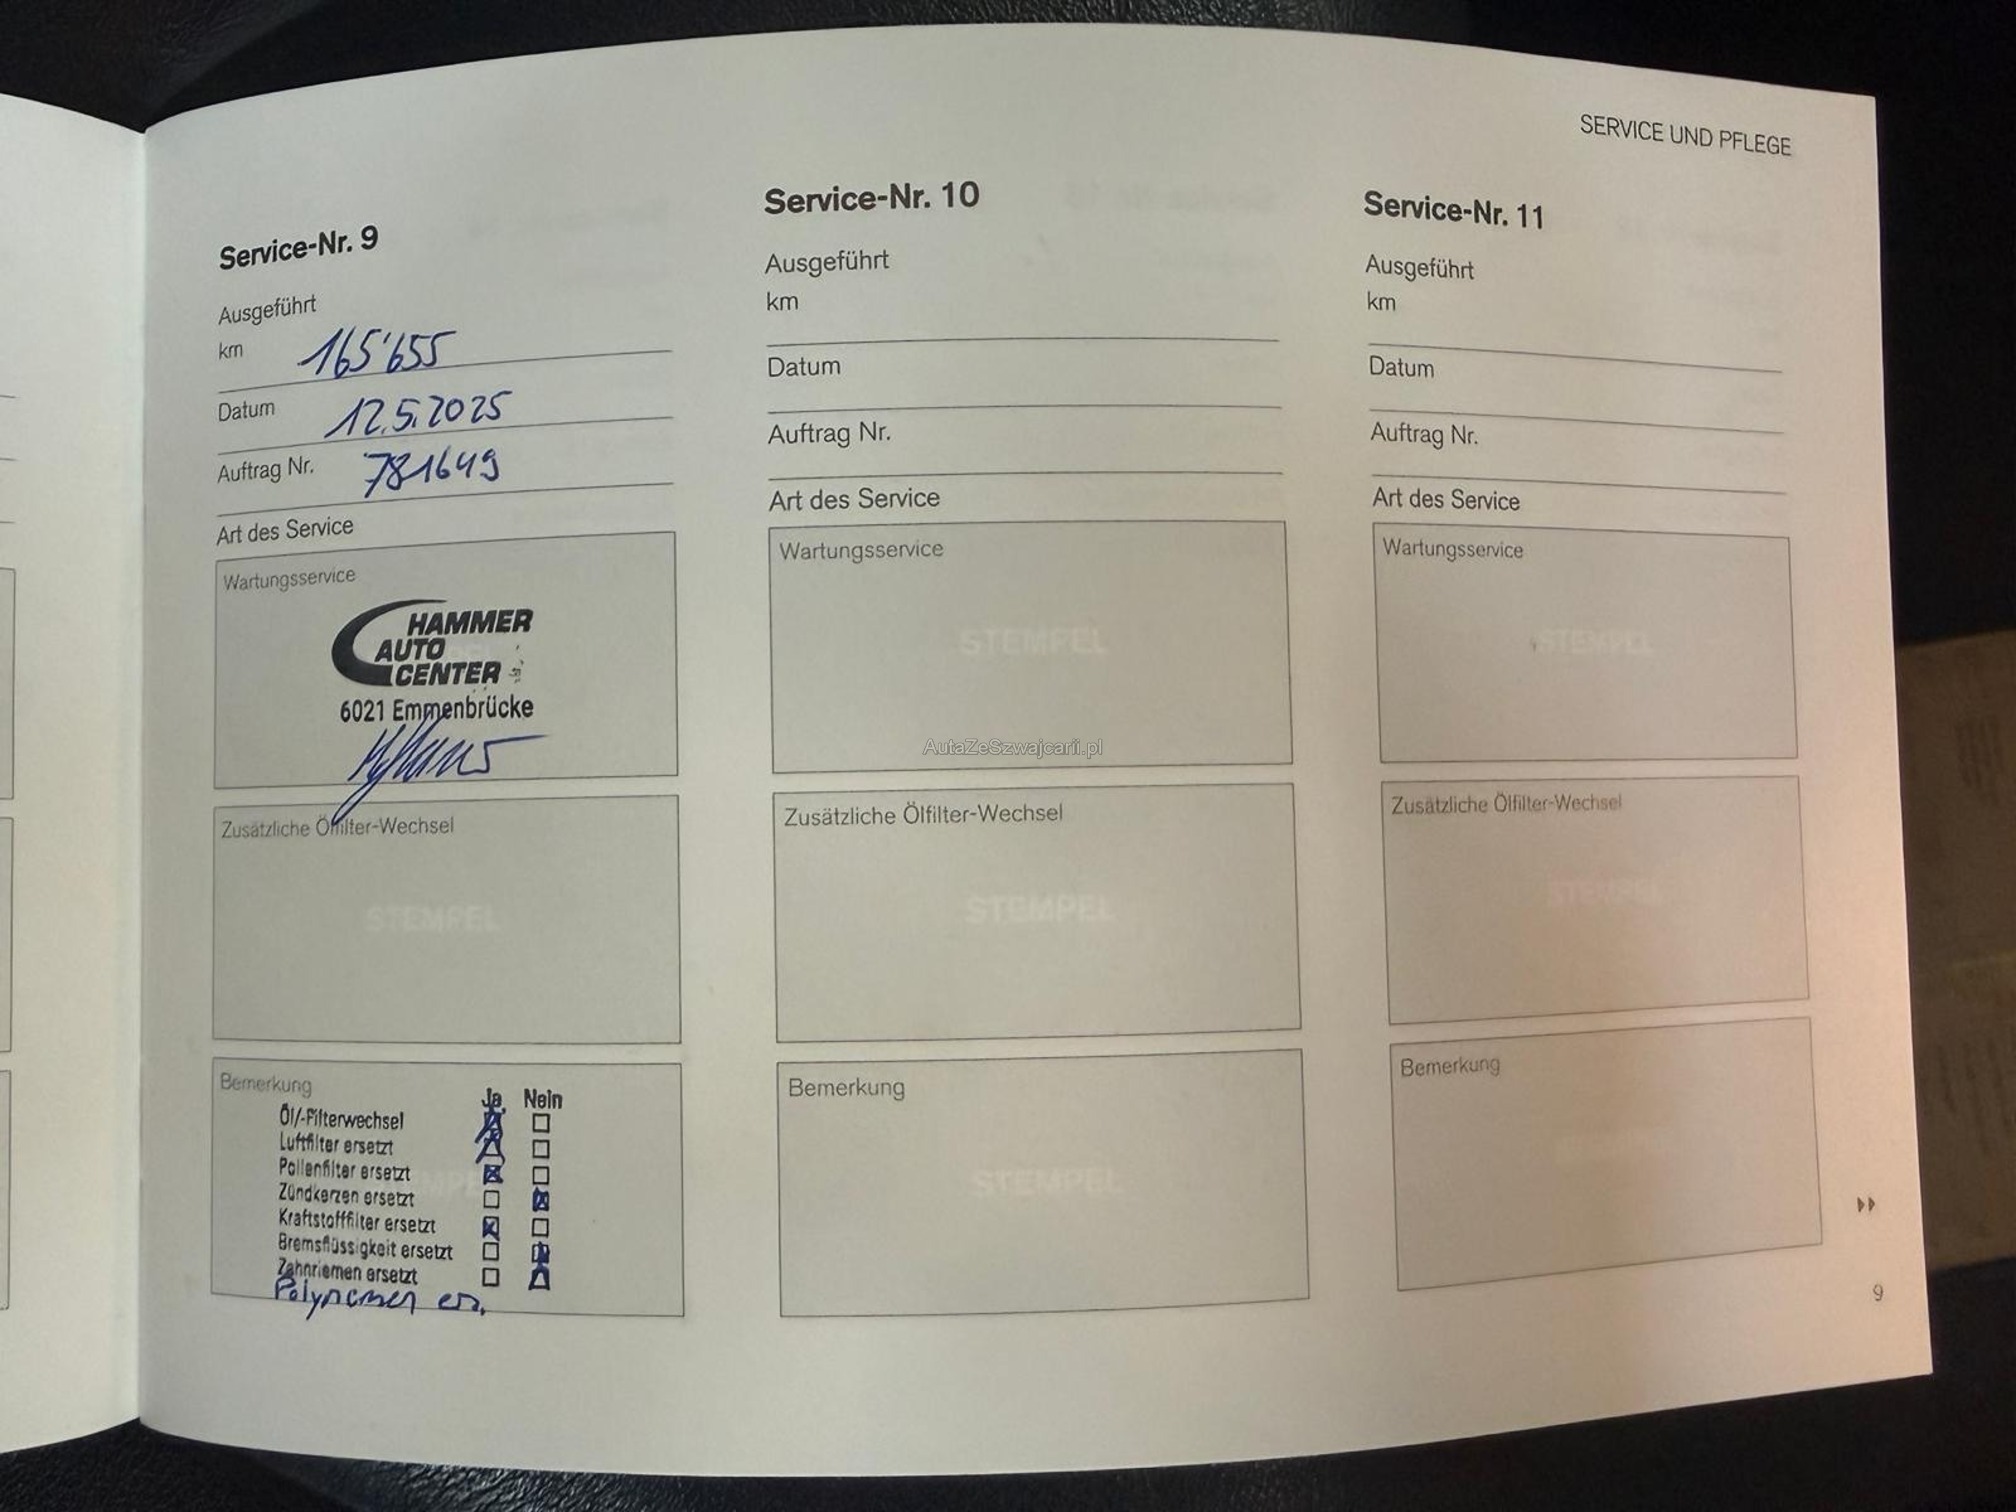 SERVICE UND PFLEGE
Service-Nr. 9
Ausgeführt
km 165'655
Datum 12.5.2025
Auftrag Nr. 781649
Art des Service
Wartungsservice
HAMMER
AUTO
CENTER
6021 Emmenbrücke
Zusätzliche Ölfilter-Wechsel
STEMPEL
Bemerkung
Ja Nein
Öl/-Filterwechsel
Luftfilter ersetzt
Pollenfilter ersetzt
Zündkerzen ersetzt
Kraftstofffilter ersetzt
Bremsflüssigkeit ersetzt
Zahnriemen ersetzt
Polyriemen ers.
Service-Nr. 10
Ausgeführt
km
Datum
Auftrag Nr.
Art des Service
Wartungsservice
STEMPEL
AutaZeSzwajcarii.pl
Zusätzliche Ölfilter-Wechsel
STEMPEL
Bemerkung
STEMPEL
Service-Nr. 11
Ausgeführt
km
Datum
Auftrag Nr.
Art des Service
Wartungsservice
STEMPEL
Zusätzliche Ölfilter-Wechsel
STEMPEL
Bemerkung
9